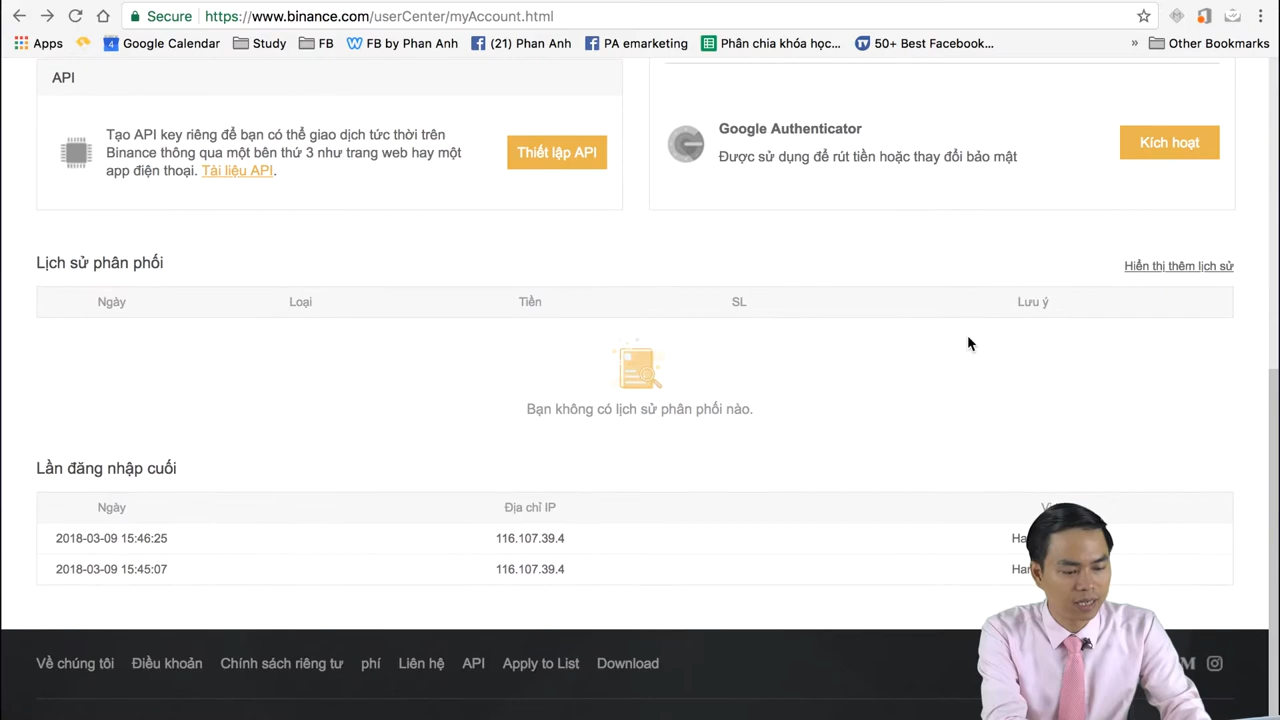 Secure https://www.binance.com/userCenter/myAccount.html
Apps Google Calendar Study FB FB by Phan Anh (21) Phan Anh PA emarketing Phân chia khóa học... 50+ Best Facebook... » Other Bookmarks
API
Tạo API key riêng để bạn có thể giao dịch tức thời trên
Binance thông qua một bên thứ 3 như trang web hay một
app điện thoại. Tài liệu API.
Thiết lập API
Google Authenticator
Được sử dụng để rút tiền hoặc thay đổi bảo mật
Kích hoạt
Lịch sử phân phối
Hiển thị thêm lịch sử
Ngày Loại Tiền SL Lưu ý
Bạn không có lịch sử phân phối nào.
Lần đăng nhập cuối
Ngày Địa chỉ IP
2018-03-09 15:46:25 116.107.39.4
2018-03-09 15:45:07 116.107.39.4
Về chúng tôi Điều khoản Chính sách riêng tư phí Liên hệ API Apply to List Download